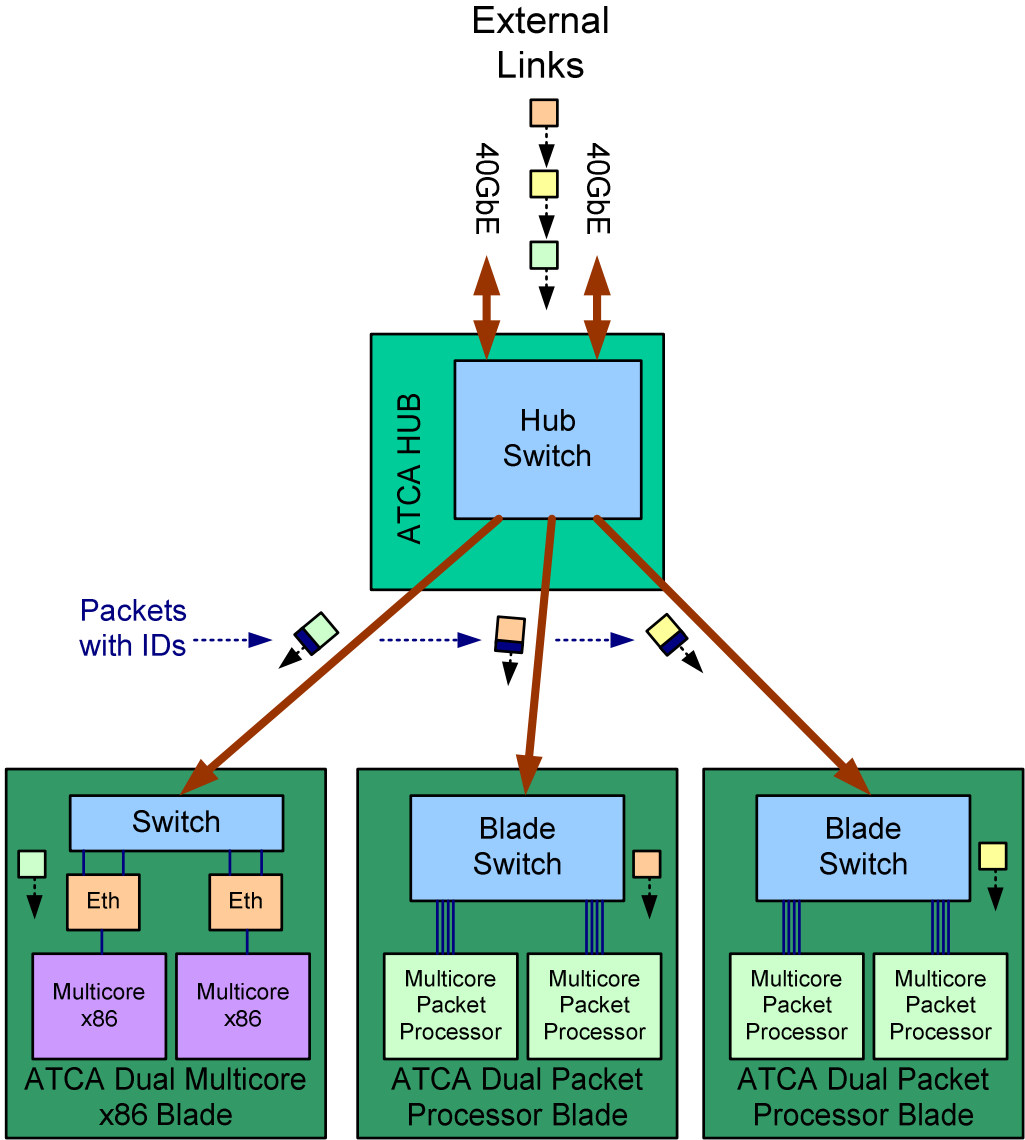 External
Links
40GbE
40GbE
ATCA HUB
Hub
Switch
Packets
with IDs
Switch
Eth
Eth
Multicore
x86
Multicore
x86
ATCA Dual Multicore
x86 Blade
Blade
Switch
Multicore
Packet
Processor
Multicore
Packet
Processor
ATCA Dual Packet
Processor Blade
Blade
Switch
Multicore
Packet
Processor
Multicore
Packet
Processor
ATCA Dual Packet
Processor Blade